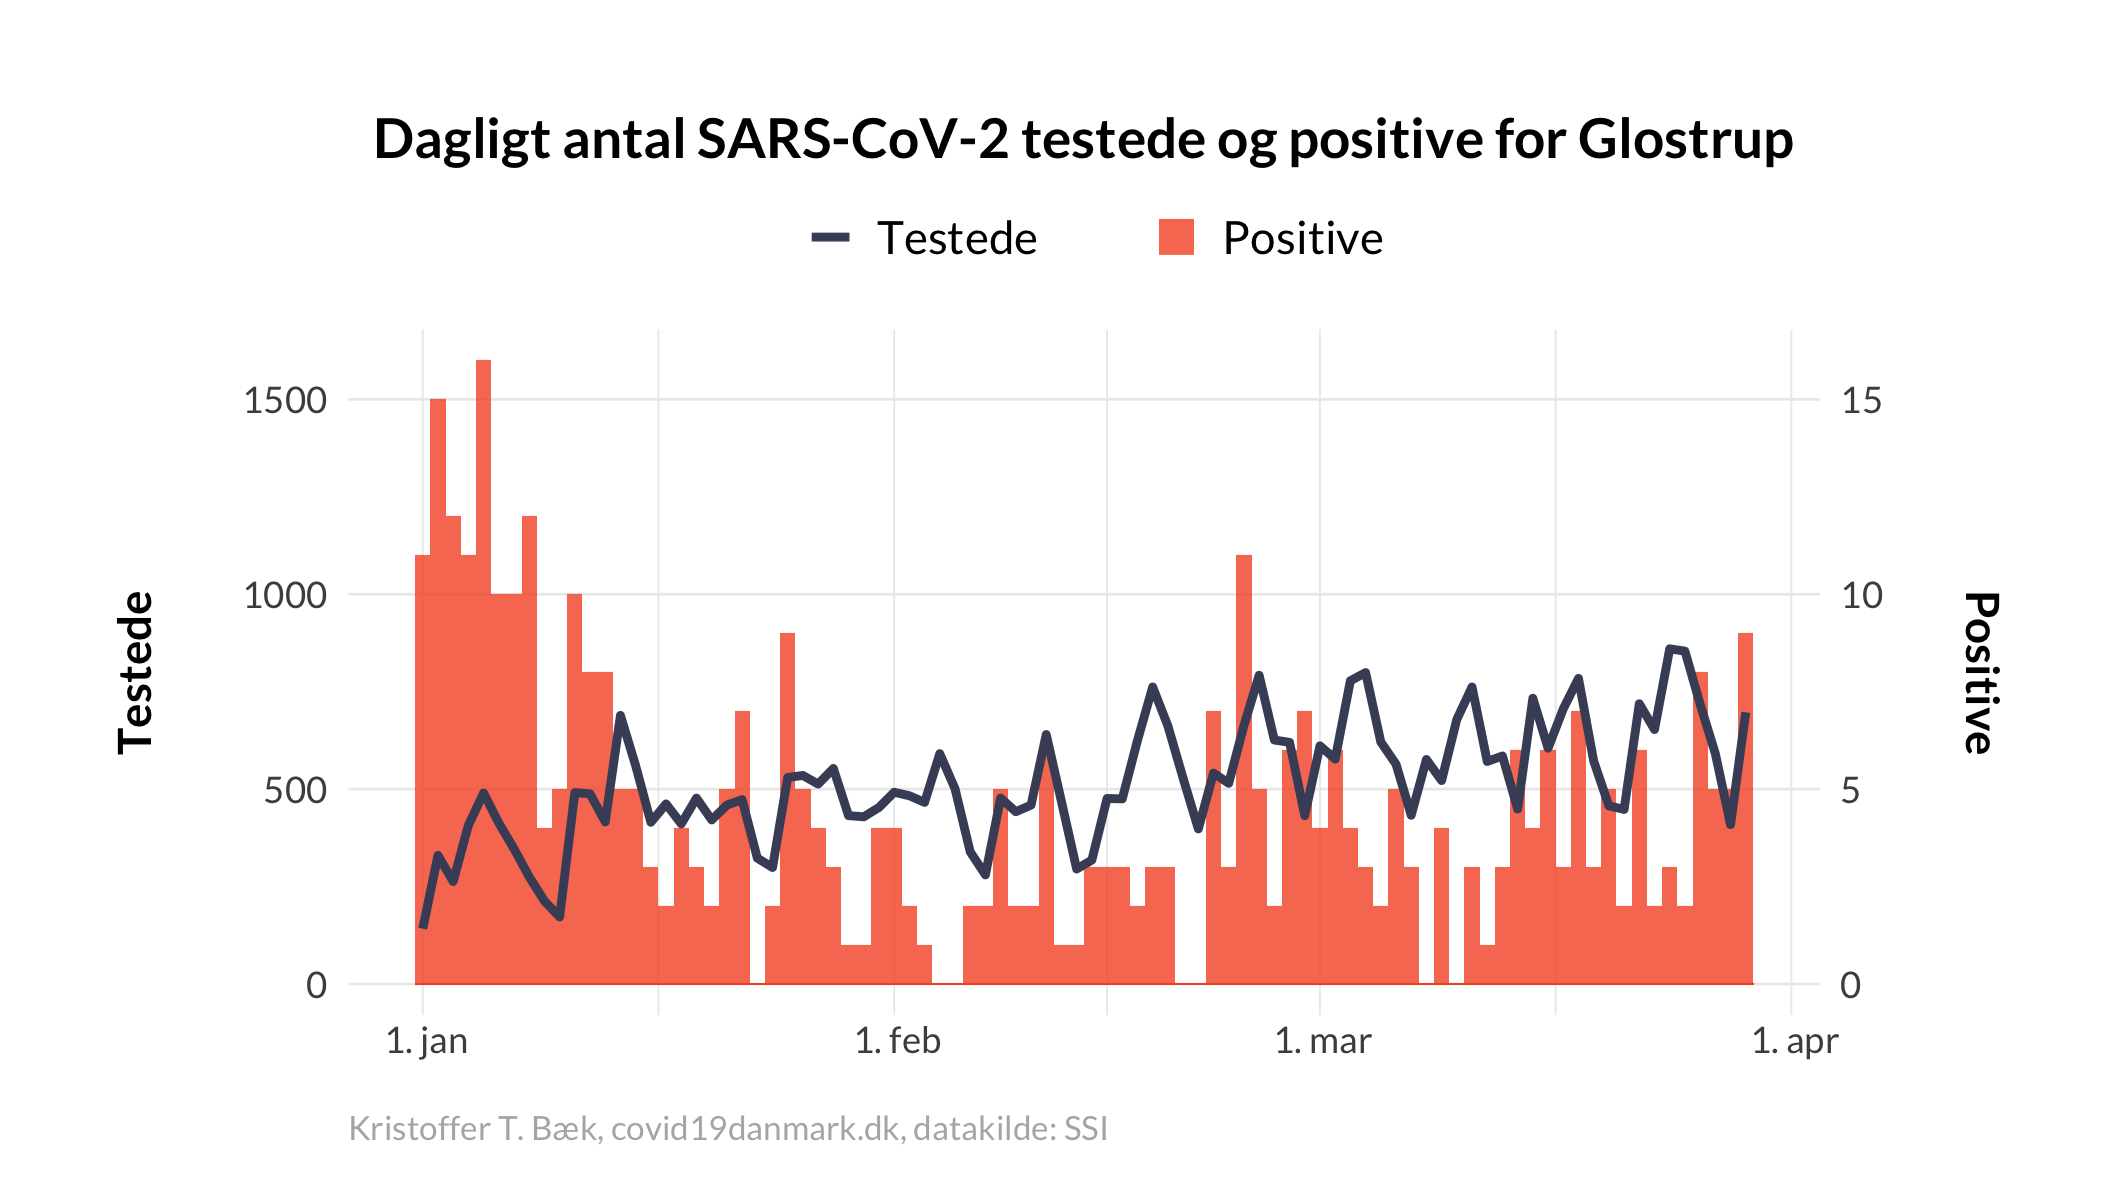 Dagligt antal SARS-CoV-2 testede og positive for Glostrup
Testede
Positive
1500
1000
500
0
Testede
15
10
5
0
Positive
1. jan
1. feb
1. mar
1. apr
Kristoffer T. Bæk, covid19danmark.dk, datakilde: SSI